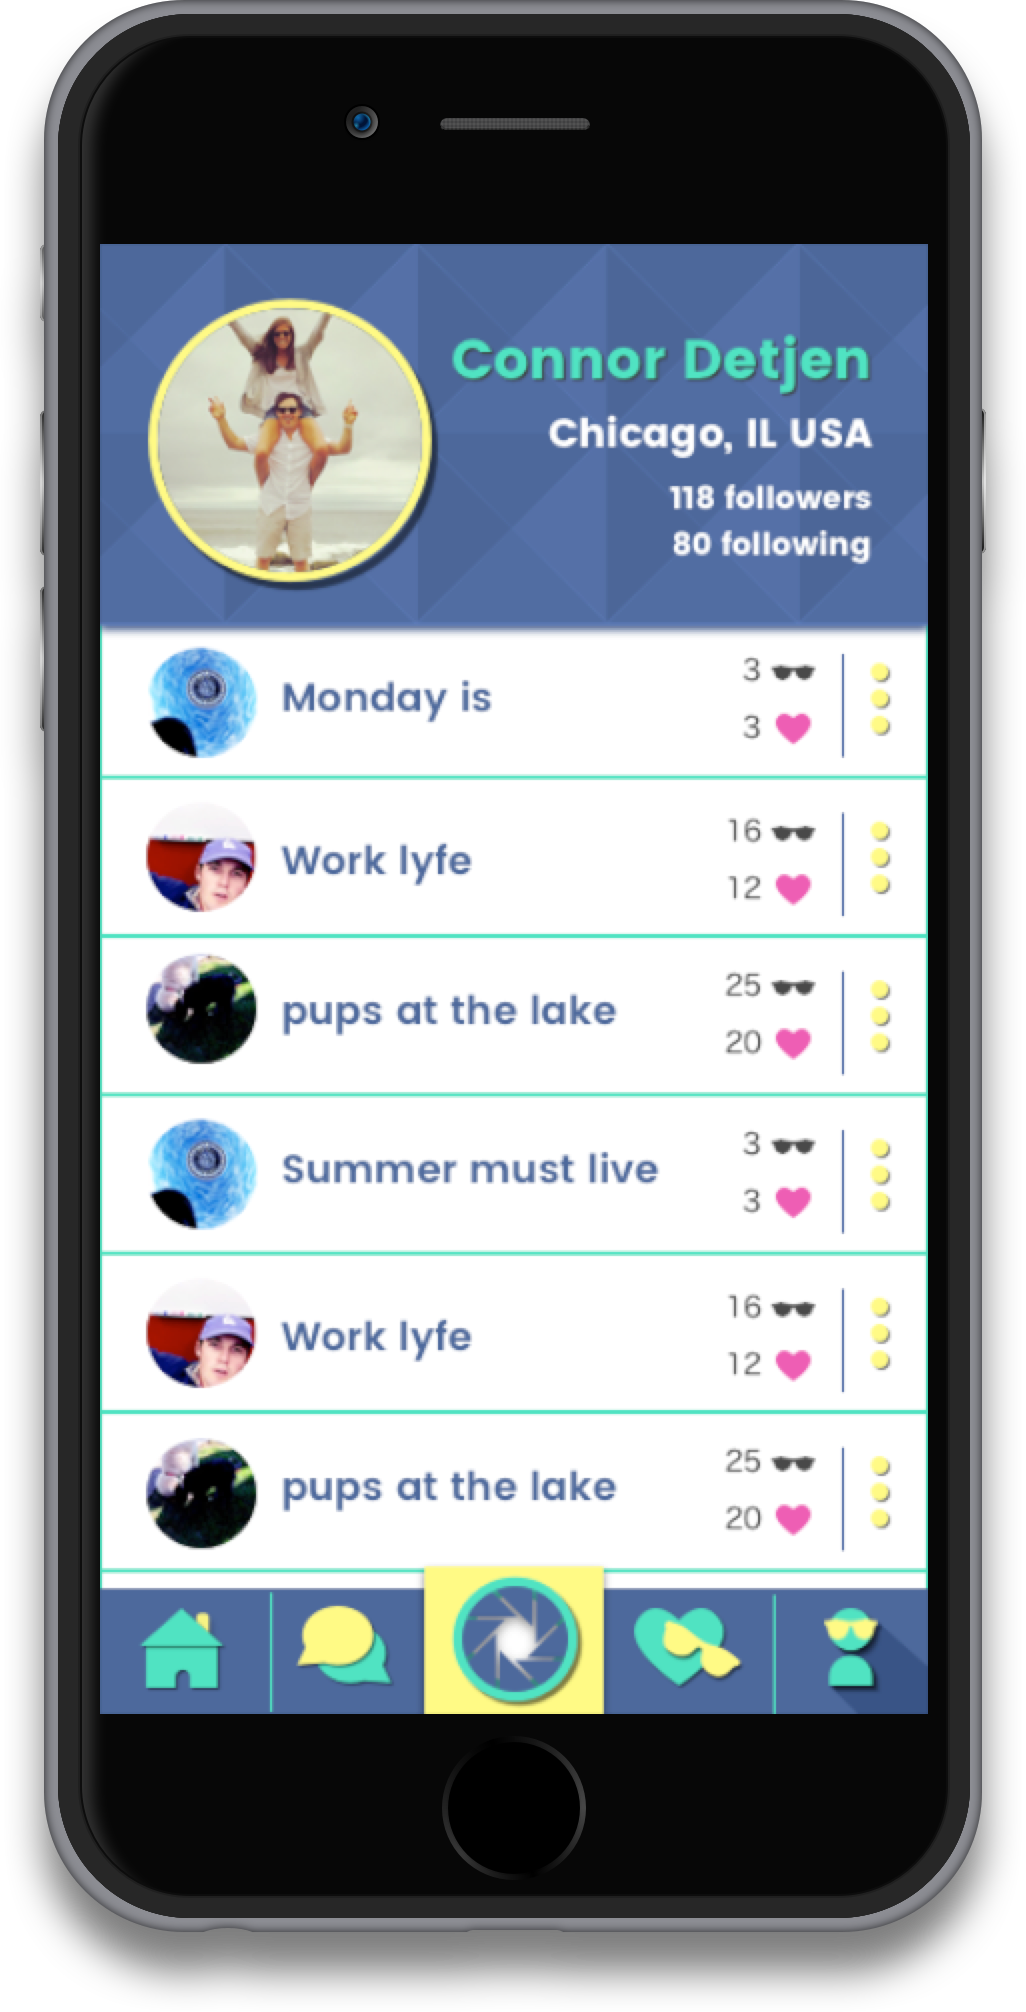 Connor Detjen
Chicago, IL USA
118 followers
80 following
Monday is
3
3
Work lyfe
16
12
pups at the lake
25
20
Summer must live
3
3
Work lyfe
16
12
pups at the lake
25
20